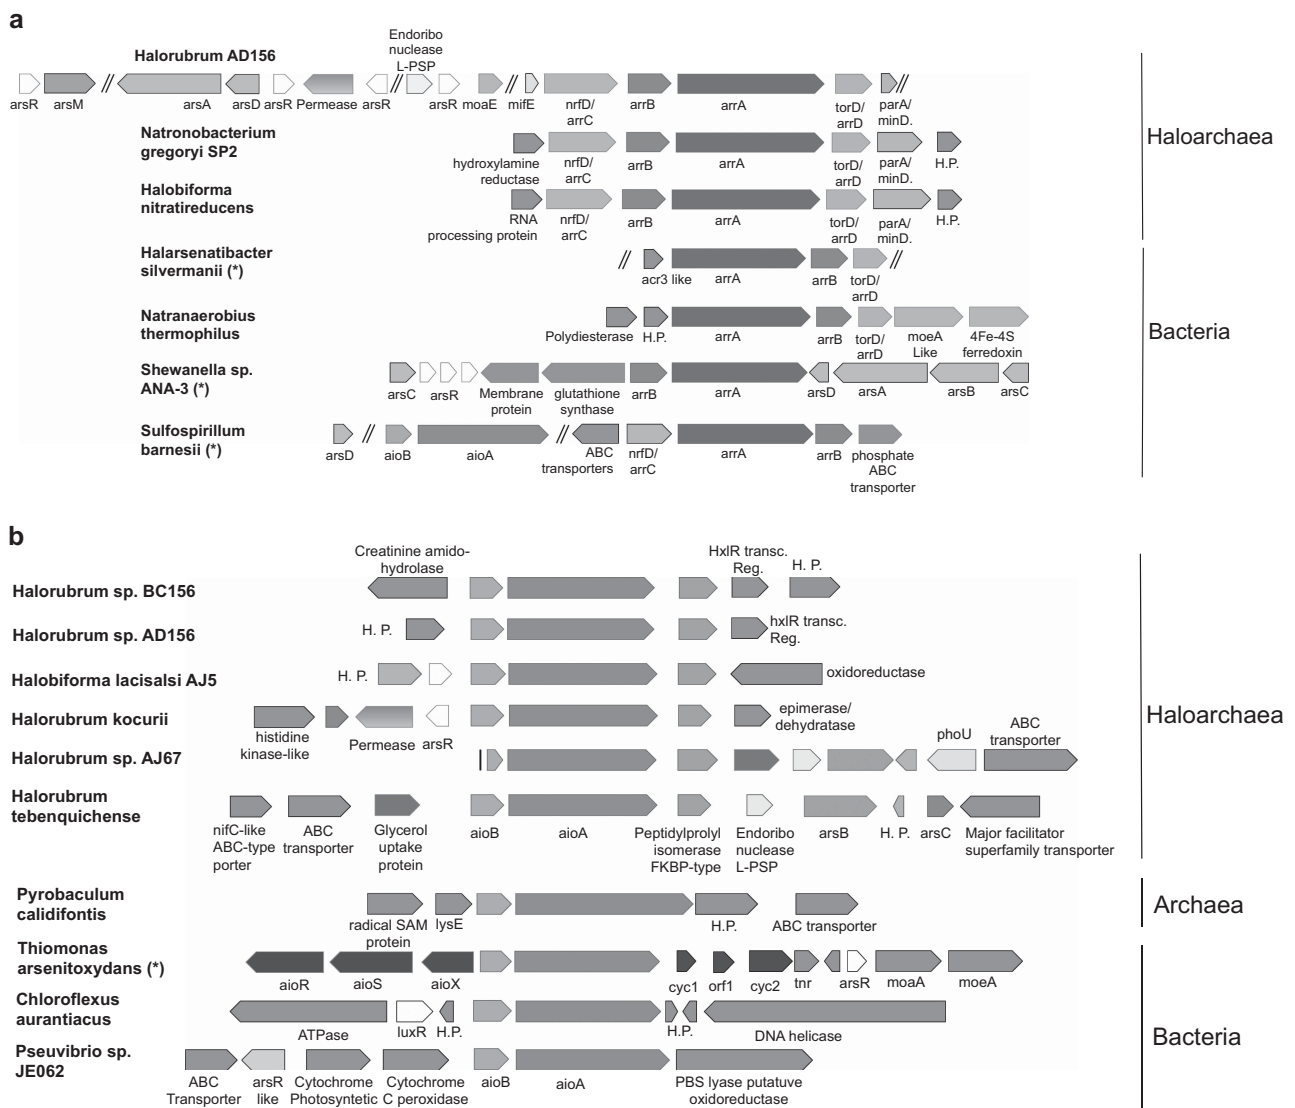 a
Endoribo
nuclease
L-PSP
Halorubrum AD156
arsR arsM // arsA arsD arsR Permease arsR // arsR moaE // mifE nrfD/ arrB arrA torD/ parA/ //
arrC arrD minD.
Haloarchaea
Natronobacterium
gregoryi SP2
hydroxylamine nrfD/ arrB arrA torD/ parA/ H.P.
reductase arrC arrD minD.
Halobiforma
nitratireducens
RNA nrfD/ arrB arrA torD/ parA/ H.P.
processing protein arrC arrD minD.
Halarsenatibacter
silvermanii (*)
// acr3 like arrA arrB torD/ //
arrD
Bacteria
Natranaerobius
thermophilus
Polydiesterase H.P. arrA arrB torD/ moeA 4Fe-4S
arrD Like ferredoxin
Shewanella sp.
ANA-3 (*)
arsC arsR Membrane glutathione arrB arrA arsD arsA arsB arsC
protein synthase
Sulfospirillum
barnesii (*)
arsD // aioB aioA // ABC nrfD/ arrA arrB phosphate
transporters arrC ABC
transporter
b
Creatinine amido-
hydrolase
HxlR transc.
Reg.
H. P.
Halorubrum sp. BC156
Haloarchaea
Halorubrum sp. AD156
H. P.
hxlR transc.
Reg.
Halobiforma lacisalsi AJ5
H. P.
oxidoreductase
Halorubrum kocurii
histidine
kinase-like
Permease arsR
epimerase/
dehydratase
Halorubrum sp. AJ67
phoU
ABC
transporter
Halorubrum
tebenquichense
nifC-like
ABC-type
porter
ABC
transporter
Glycerol
uptake
protein
aioB
aioA
Peptidylprolyl
isomerase
FKBP-type
Endoribo
nuclease
L-PSP
arsB
H. P.
arsC
Major facilitator
superfamily transporter
Pyrobaculum
calidifontis
radical SAM
protein
lysE
H.P.
ABC transporter
Archaea
Thiomonas
arsenitoxydans (*)
aioR aioS aioX cyc1 orf1 cyc2 tnr arsR moaA moeA
Bacteria
Chloroflexus
aurantiacus
ATPase luxR H.P. H.P. DNA helicase
Pseuvibrio sp.
JE062
ABC
Transporter
arsR
like
Cytochrome
Photosyntetic
Cytochrome
C peroxidase
aioB
aioA
PBS lyase putatuve
oxidoreductase